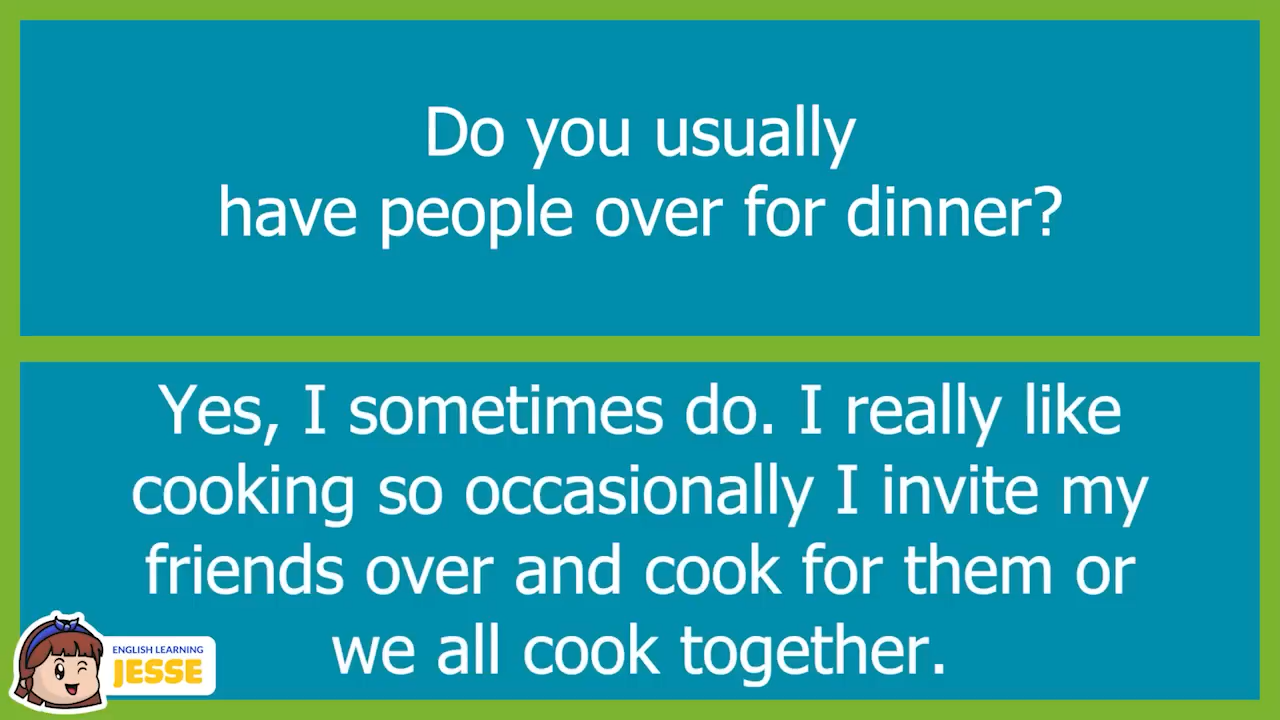 Do you usually
have people over for dinner?
Yes, I sometimes do. I really like
cooking so occasionally I invite my
friends over and cook for them or
we all cook together.
ENGLISH LEARNING
JESSE